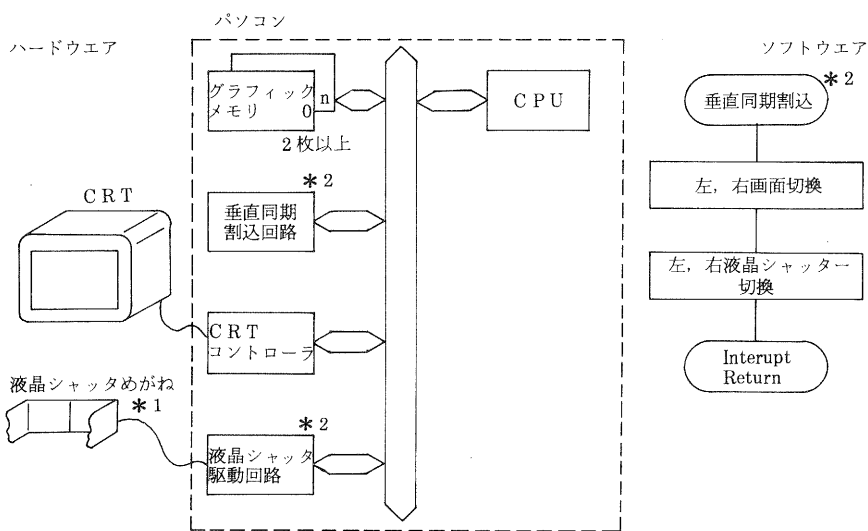 パソコン
ハードウエア
ソフトウエア
グラフィック
メモリ 0
n
2枚以上
CPU
*2
垂直同期割込
*2
垂直同期
割込回路
左,右画面切換
CRT
左,右液晶シャッター
切換
CRT
コントローラ
Interupt
Return
液晶シャッタめがね
*1
*2
液晶シャッタ
駆動回路